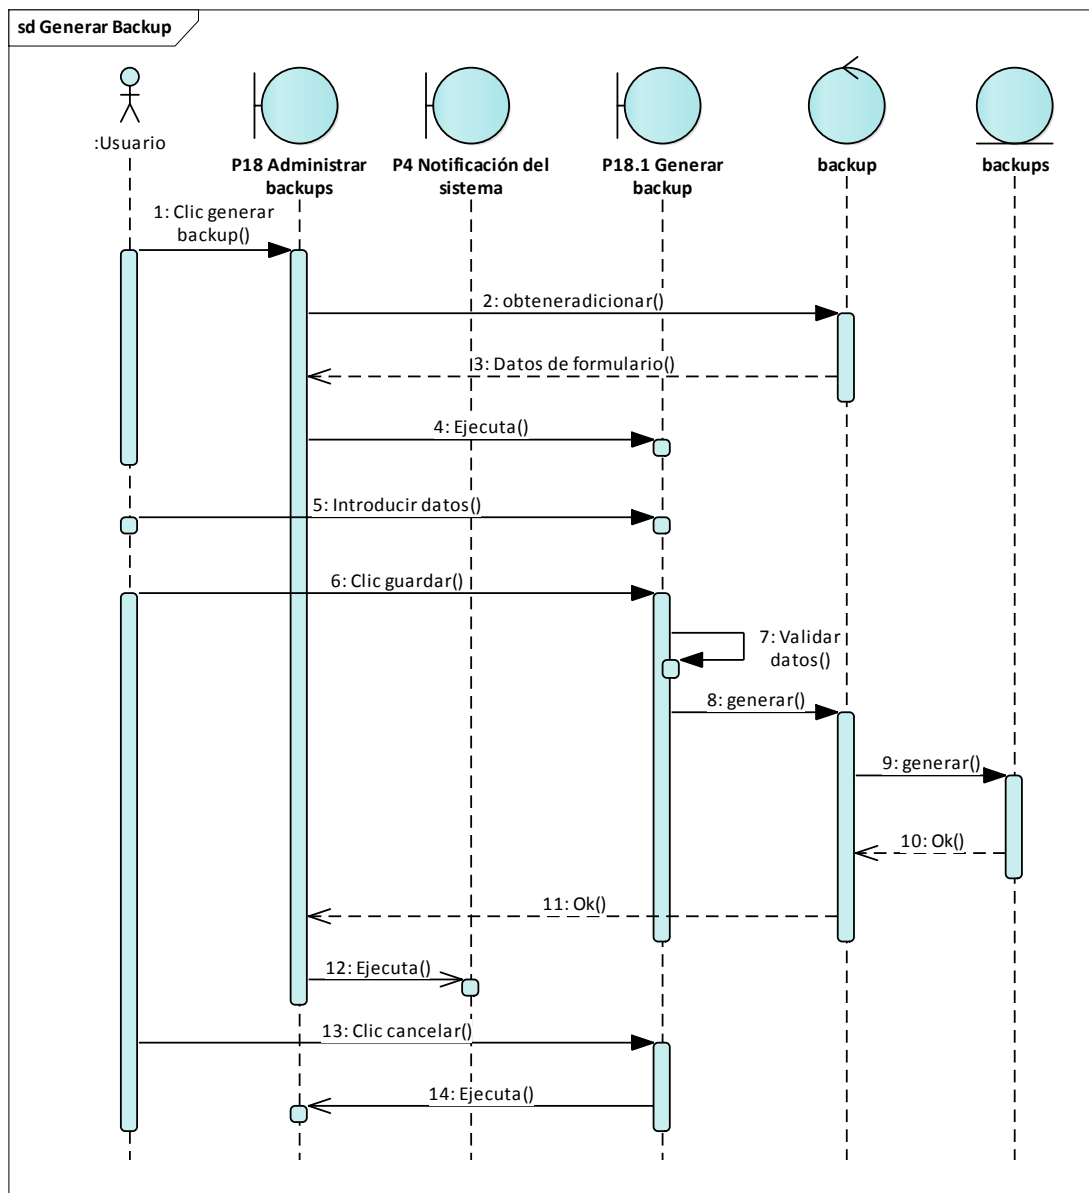 sd Generar Backup
:Usuario
P18 Administrar
backups
P4 Notificación del
sistema
P18.1 Generar
backup
backup
backups
1: Clic generar
backup()
2: obteneradicionar()
3: Datos de formulario()
4: Ejecuta()
5: Introducir datos()
6: Clic guardar()
7: Validar
datos()
8: generar()
9: generar()
10: Ok()
11: Ok()
12: Ejecuta()
13: Clic cancelar()
14: Ejecuta()